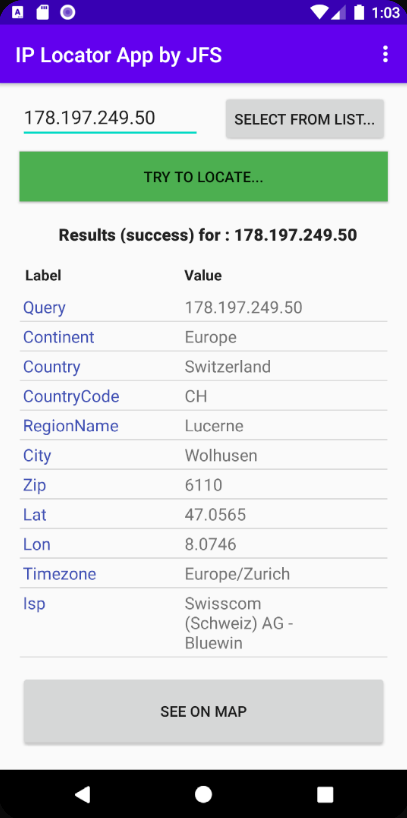 1:03
IP Locator App by JFS
178.197.249.50 SELECT FROM LIST...
TRY TO LOCATE...
Results (success) for : 178.197.249.50
Label Value
Query 178.197.249.50
Continent Europe
Country Switzerland
CountryCode CH
RegionName Lucerne
City Wolhusen
Zip 6110
Lat 47.0565
Lon 8.0746
Timezone Europe/Zurich
Isp Swisscom
(Schweiz) AG -
Bluewin
SEE ON MAP